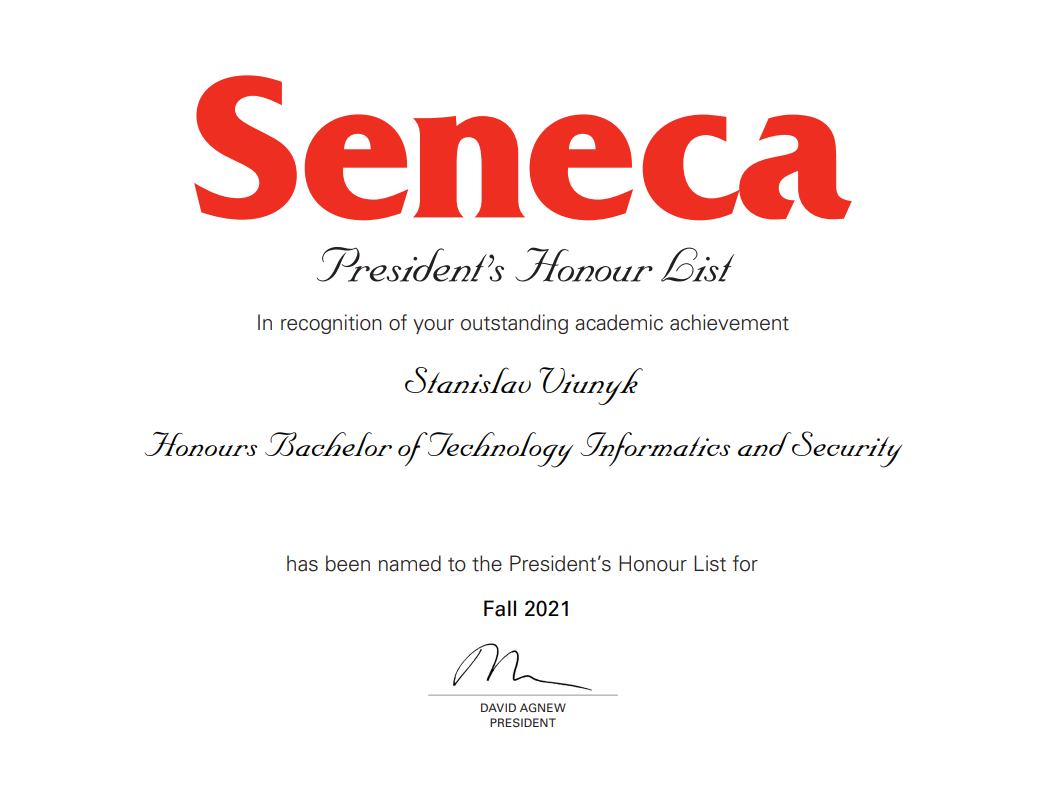 Seneca
President's Honour List
In recognition of your outstanding academic achievement
Stanislav Viunyk
Honours Bachelor of Technology Informatics and Security
has been named to the President's Honour List for
Fall 2021
DAVID AGNEW
PRESIDENT